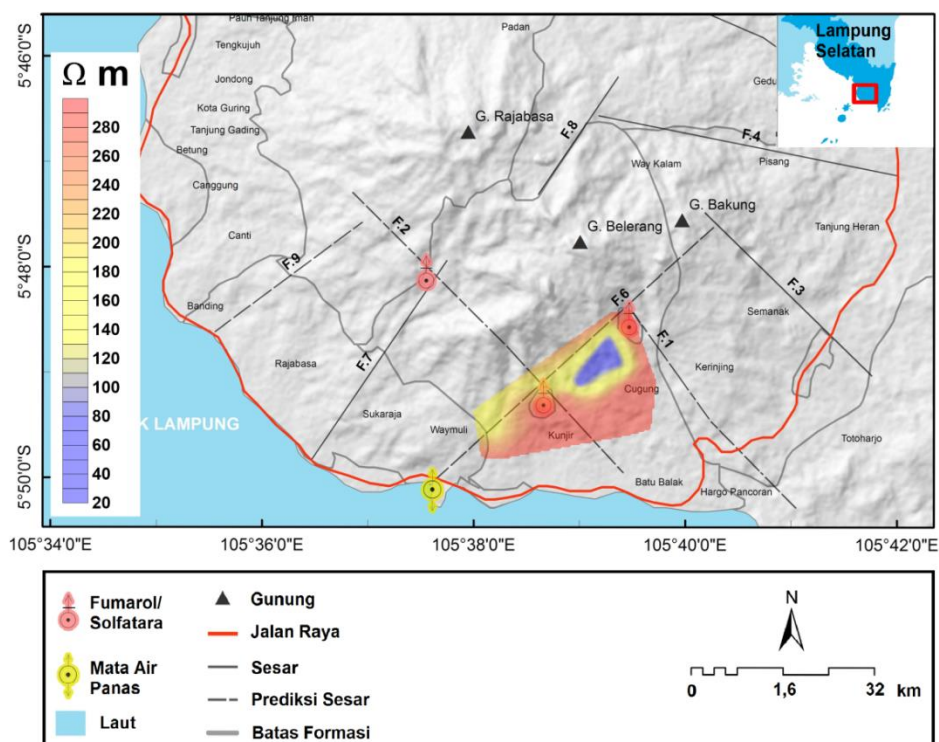 Ω m
280
260
240
220
200
180
160
140
120
100
80
60
40
20
5°46'0"S
5°48'0"S
5°50'0"S
105°34'0"E
105°36'0"E
105°38'0"E
105°40'0"E
105°42'0"E
Lampung
Selatan
Pauh Tanjung Iman
Tengkujuh
Jondong
Kota Guring
Tanjung Gading
Betung
Canggung
Canti
Banding
Rajabasa
Sukaraja
Waymuli
Kunjir
Cugung
Batu Balak
Hargo Pancoran
Totoharjo
Kerinjing
Semanak
Tanjung Heran
Pisang
Way Kalam
Padan
G. Rajabasa
G. Belerang
G. Bakung
F.8
F.4
F.2
F.9
F.7
F.6
F.1
F.3
K LAMPUNG
Fumarol/
Solfatara
Mata Air
Panas
Laut
Gunung
Jalan Raya
Sesar
Prediksi Sesar
Batas Formasi
N
0 1,6 32 km